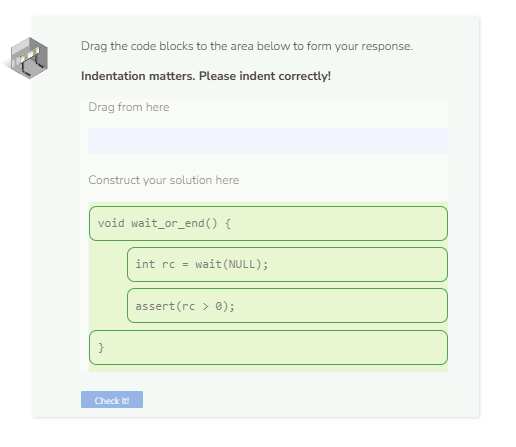 Drag the code blocks to the area below to form your response.
Indentation matters. Please indent correctly!
Drag from here
Construct your solution here
void wait_or_end() {
int rc = wait(NULL);
assert(rc > 0);
}
Check It!